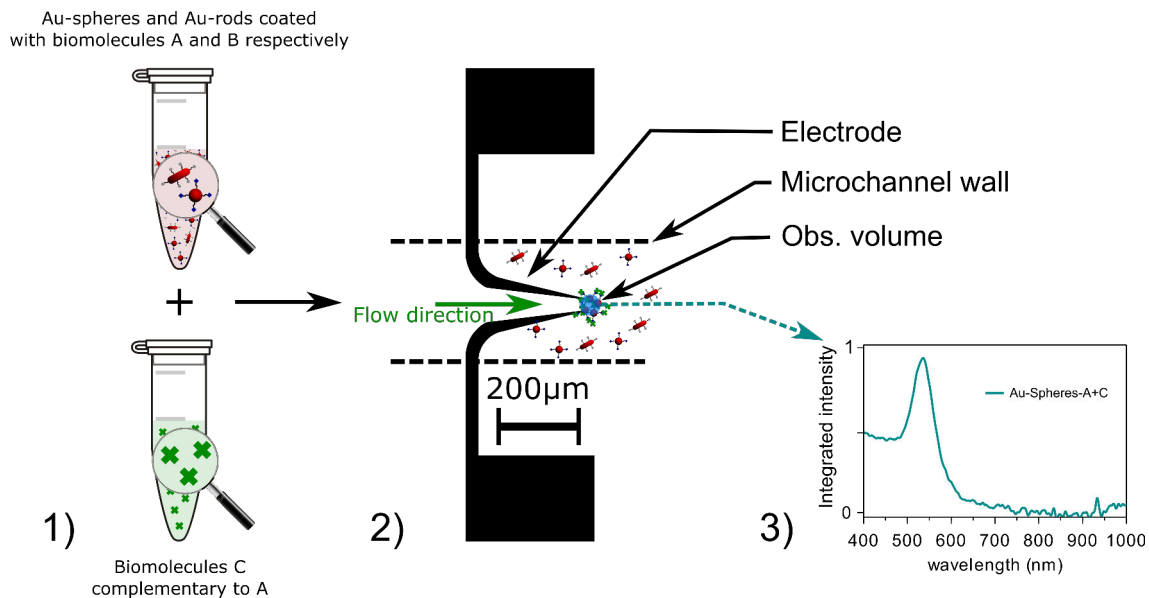 Au-spheres and Au-rods coated
with biomolecules A and B respectively
+
1)
Biomolecules C
complementary to A
2)
Electrode
Microchannel wall
Obs. volume
Flow direction
200µm
3)
Integrated intensity
1
0
Au-Spheres-A+C
400 500 600 700 800 900 1000
wavelength (nm)